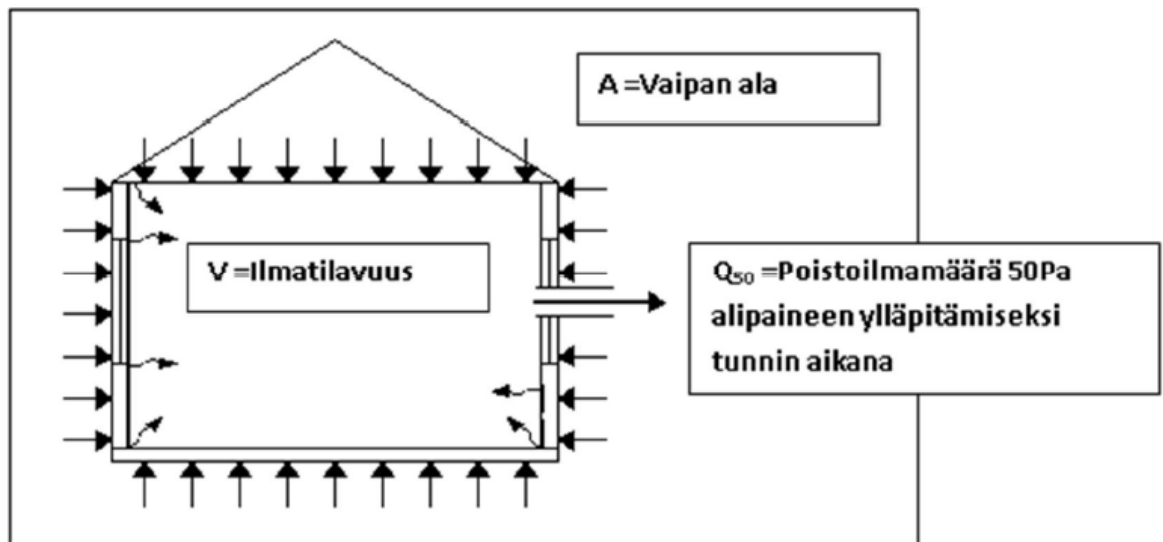 A =Vaipan ala
V =Ilmatilavuus
Q₅₀ =Poistoilmamäärä 50Pa
alipaineen ylläpitämiseksi
tunnin aikana